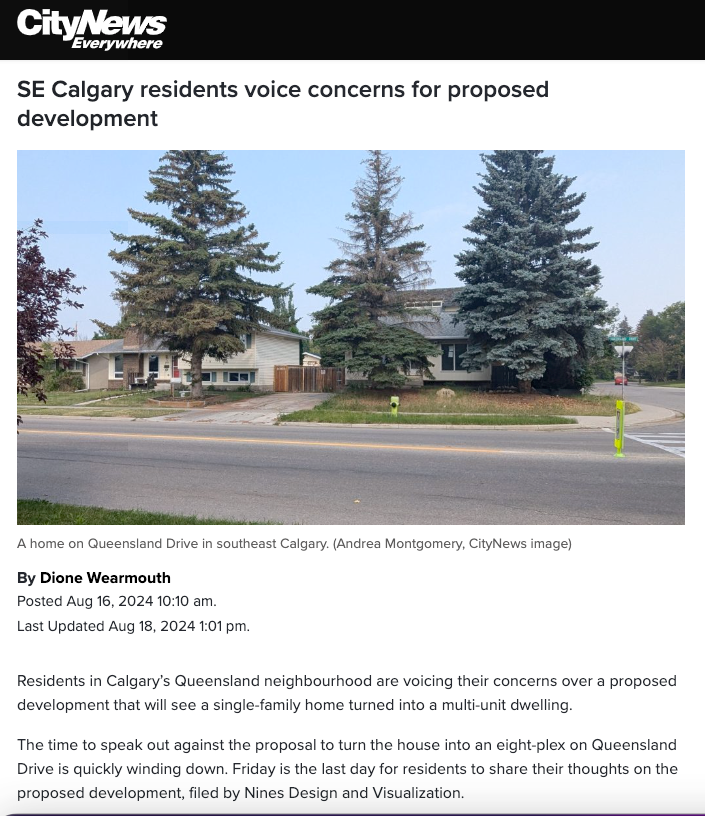 CityNews
Everywhere
SE Calgary residents voice concerns for proposed
development
A home on Queensland Drive in southeast Calgary. (Andrea Montgomery, CityNews image)
By Dione Wearmouth
Posted Aug 16, 2024 10:10 am.
Last Updated Aug 18, 2024 1:01 pm.
Residents in Calgary’s Queensland neighbourhood are voicing their concerns over a proposed
development that will see a single-family home turned into a multi-unit dwelling.
The time to speak out against the proposal to turn the house into an eight-plex on Queensland
Drive is quickly winding down. Friday is the last day for residents to share their thoughts on the
proposed development, filed by Nines Design and Visualization.